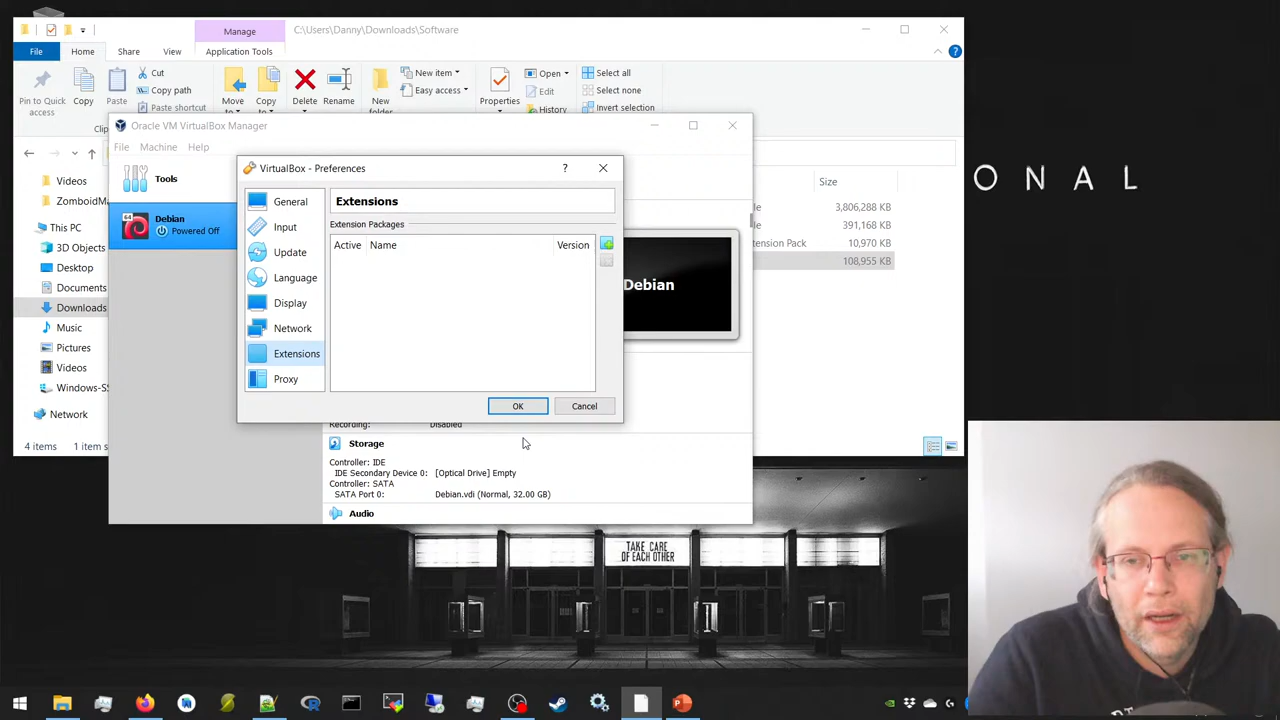 Manage
C:\Users\Danny\Downloads\Software
File
Home
Share
View
Application Tools
Pin to Quick access
Copy
Paste
Cut
Copy path
Paste shortcut
Move to
Copy to
Delete
Rename
New folder
New item
Easy access
Properties
Open
Edit
History
Select all
Select none
Invert selection
Oracle VM VirtualBox Manager
File
Machine
Help
Tools
Debian
Powered Off
64
VirtualBox - Preferences
?
General
Input
Update
Language
Display
Network
Extensions
Proxy
Extensions
Extension Packages
Active
Name
Version
OK
Cancel
Videos
ZomboidM
This PC
3D Objects
Desktop
Documents
Downloads
Music
Pictures
Videos
Windows-SS
Network
4 items
1 item s
Size
3,806,288 KB
391,168 KB
tension Pack
10,970 KB
108,955 KB
Debian
Recording:
Disabled
Storage
Controller: IDE
IDE Secondary Device 0:
[Optical Drive] Empty
Controller: SATA
SATA Port 0:
Debian.vdi (Normal, 32.00 GB)
Audio
ONAL
TAKE CARE
OF EACH OTHER